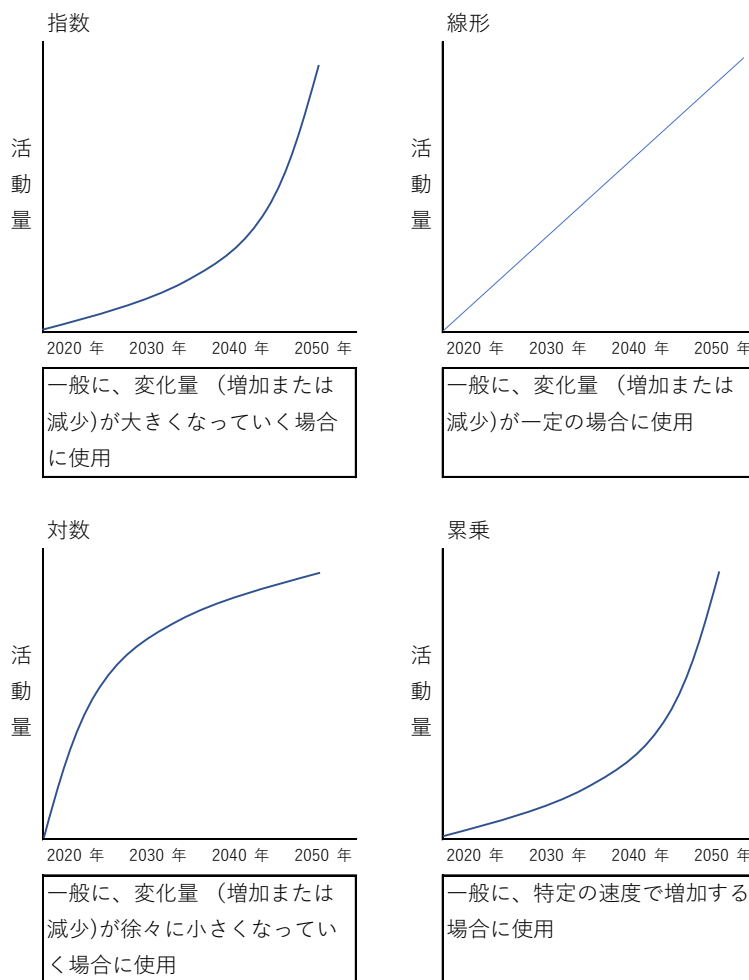 指数
活動量
2020 年 2030 年 2040 年 2050 年
一般に、変化量 （増加または
減少)が大きくなっていく場合
に使用
線形
活動量
2020 年 2030 年 2040 年 2050 年
一般に、変化量 （増加または
減少)が一定の場合に使用
対数
活動量
2020 年 2030 年 2040 年 2050 年
一般に、変化量 （増加または
減少)が徐々に小さくなってい
く場合に使用
累乗
活動量
2020 年 2030 年 2040 年 2050 年
一般に、特定の速度で増加する
場合に使用